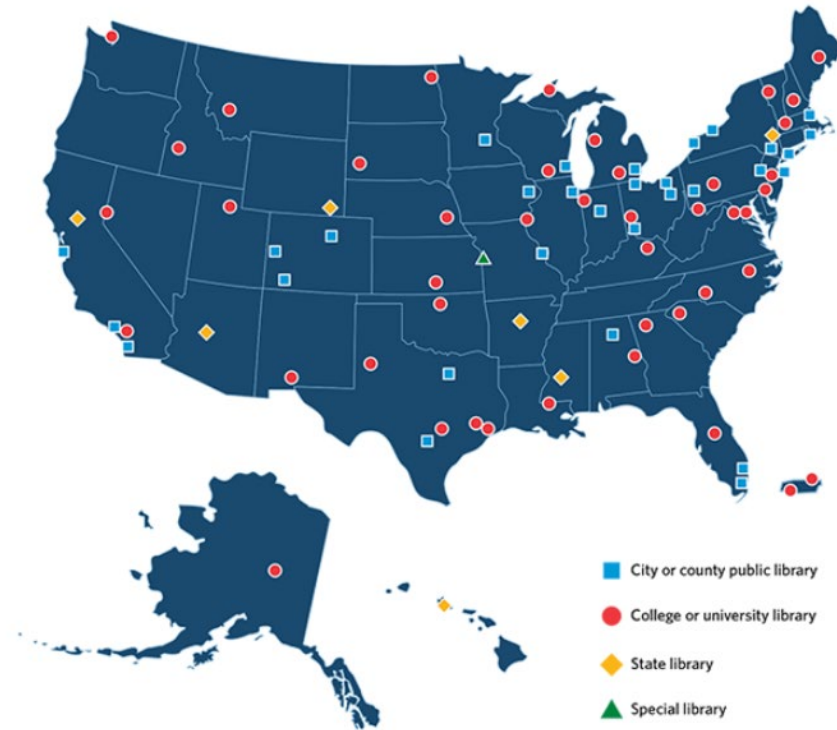 City or county public library
College or university library
State library
Special library